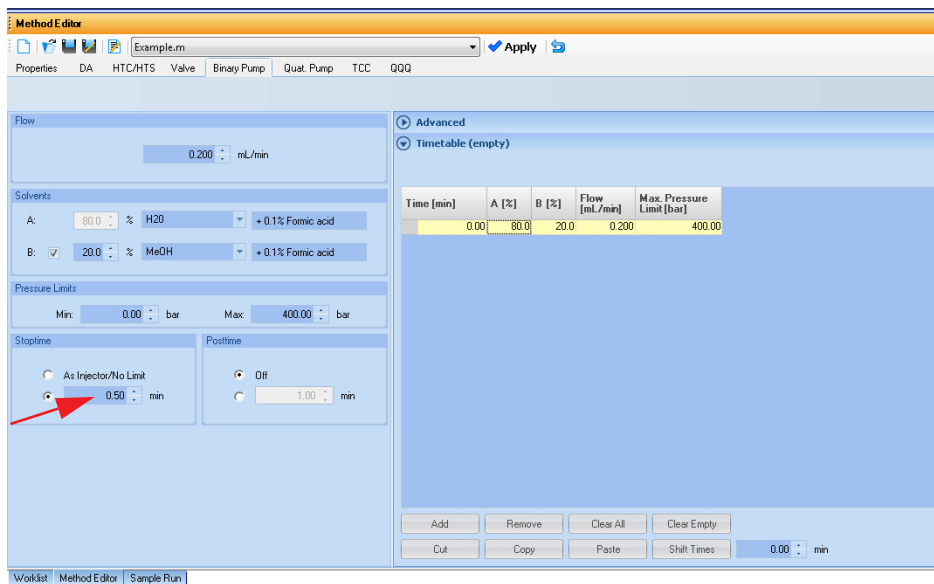 Method Editor
Example.m Apply
Properties DA HTC/HTS Valve Binary Pump Quat. Pump TCC QQQ
Flow
0.200 mL/min
Solvents
A: 80.0 % H20 + 0.1% Formic acid
B: 20.0 % MeOH + 0.1% Formic acid
Pressure Limits
Min: 0.00 bar Max: 400.00 bar
Stoptime
As Injector/No Limit
0.50 min
Posttime
Off
1.00 min
Advanced
Timetable (empty)
Time [min] A [%] B [%] Flow [mL/min] Max. Pressure Limit [bar]
0.00 80.0 20.0 0.200 400.00
Add Remove Clear All Clear Empty
Cut Copy Paste Shift Times 0.00 min
Worklist Method Editor Sample Run